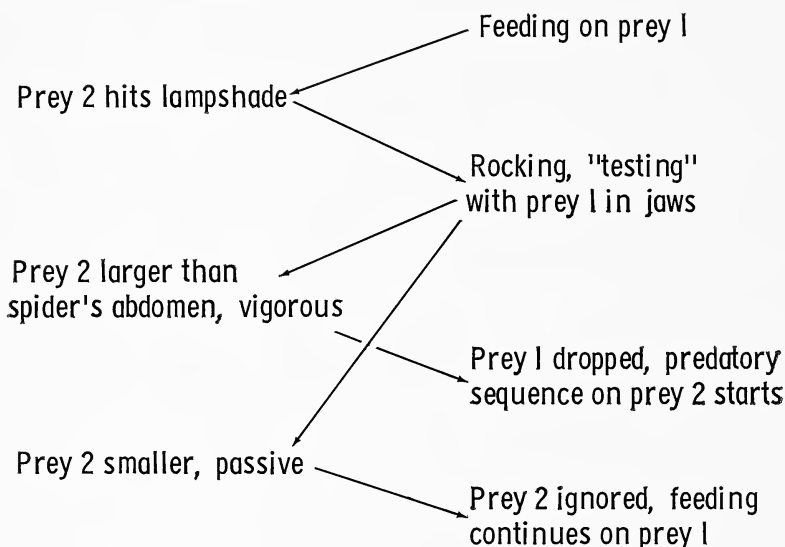 Feeding on prey 1
Prey 2 hits lampshade
Rocking, "testing"
with prey 1 in jaws
Prey 2 larger than
spider's abdomen, vigorous
Prey 1 dropped, predatory
sequence on prey 2 starts
Prey 2 smaller, passive
Prey 2 ignored, feeding
continues on prey 1